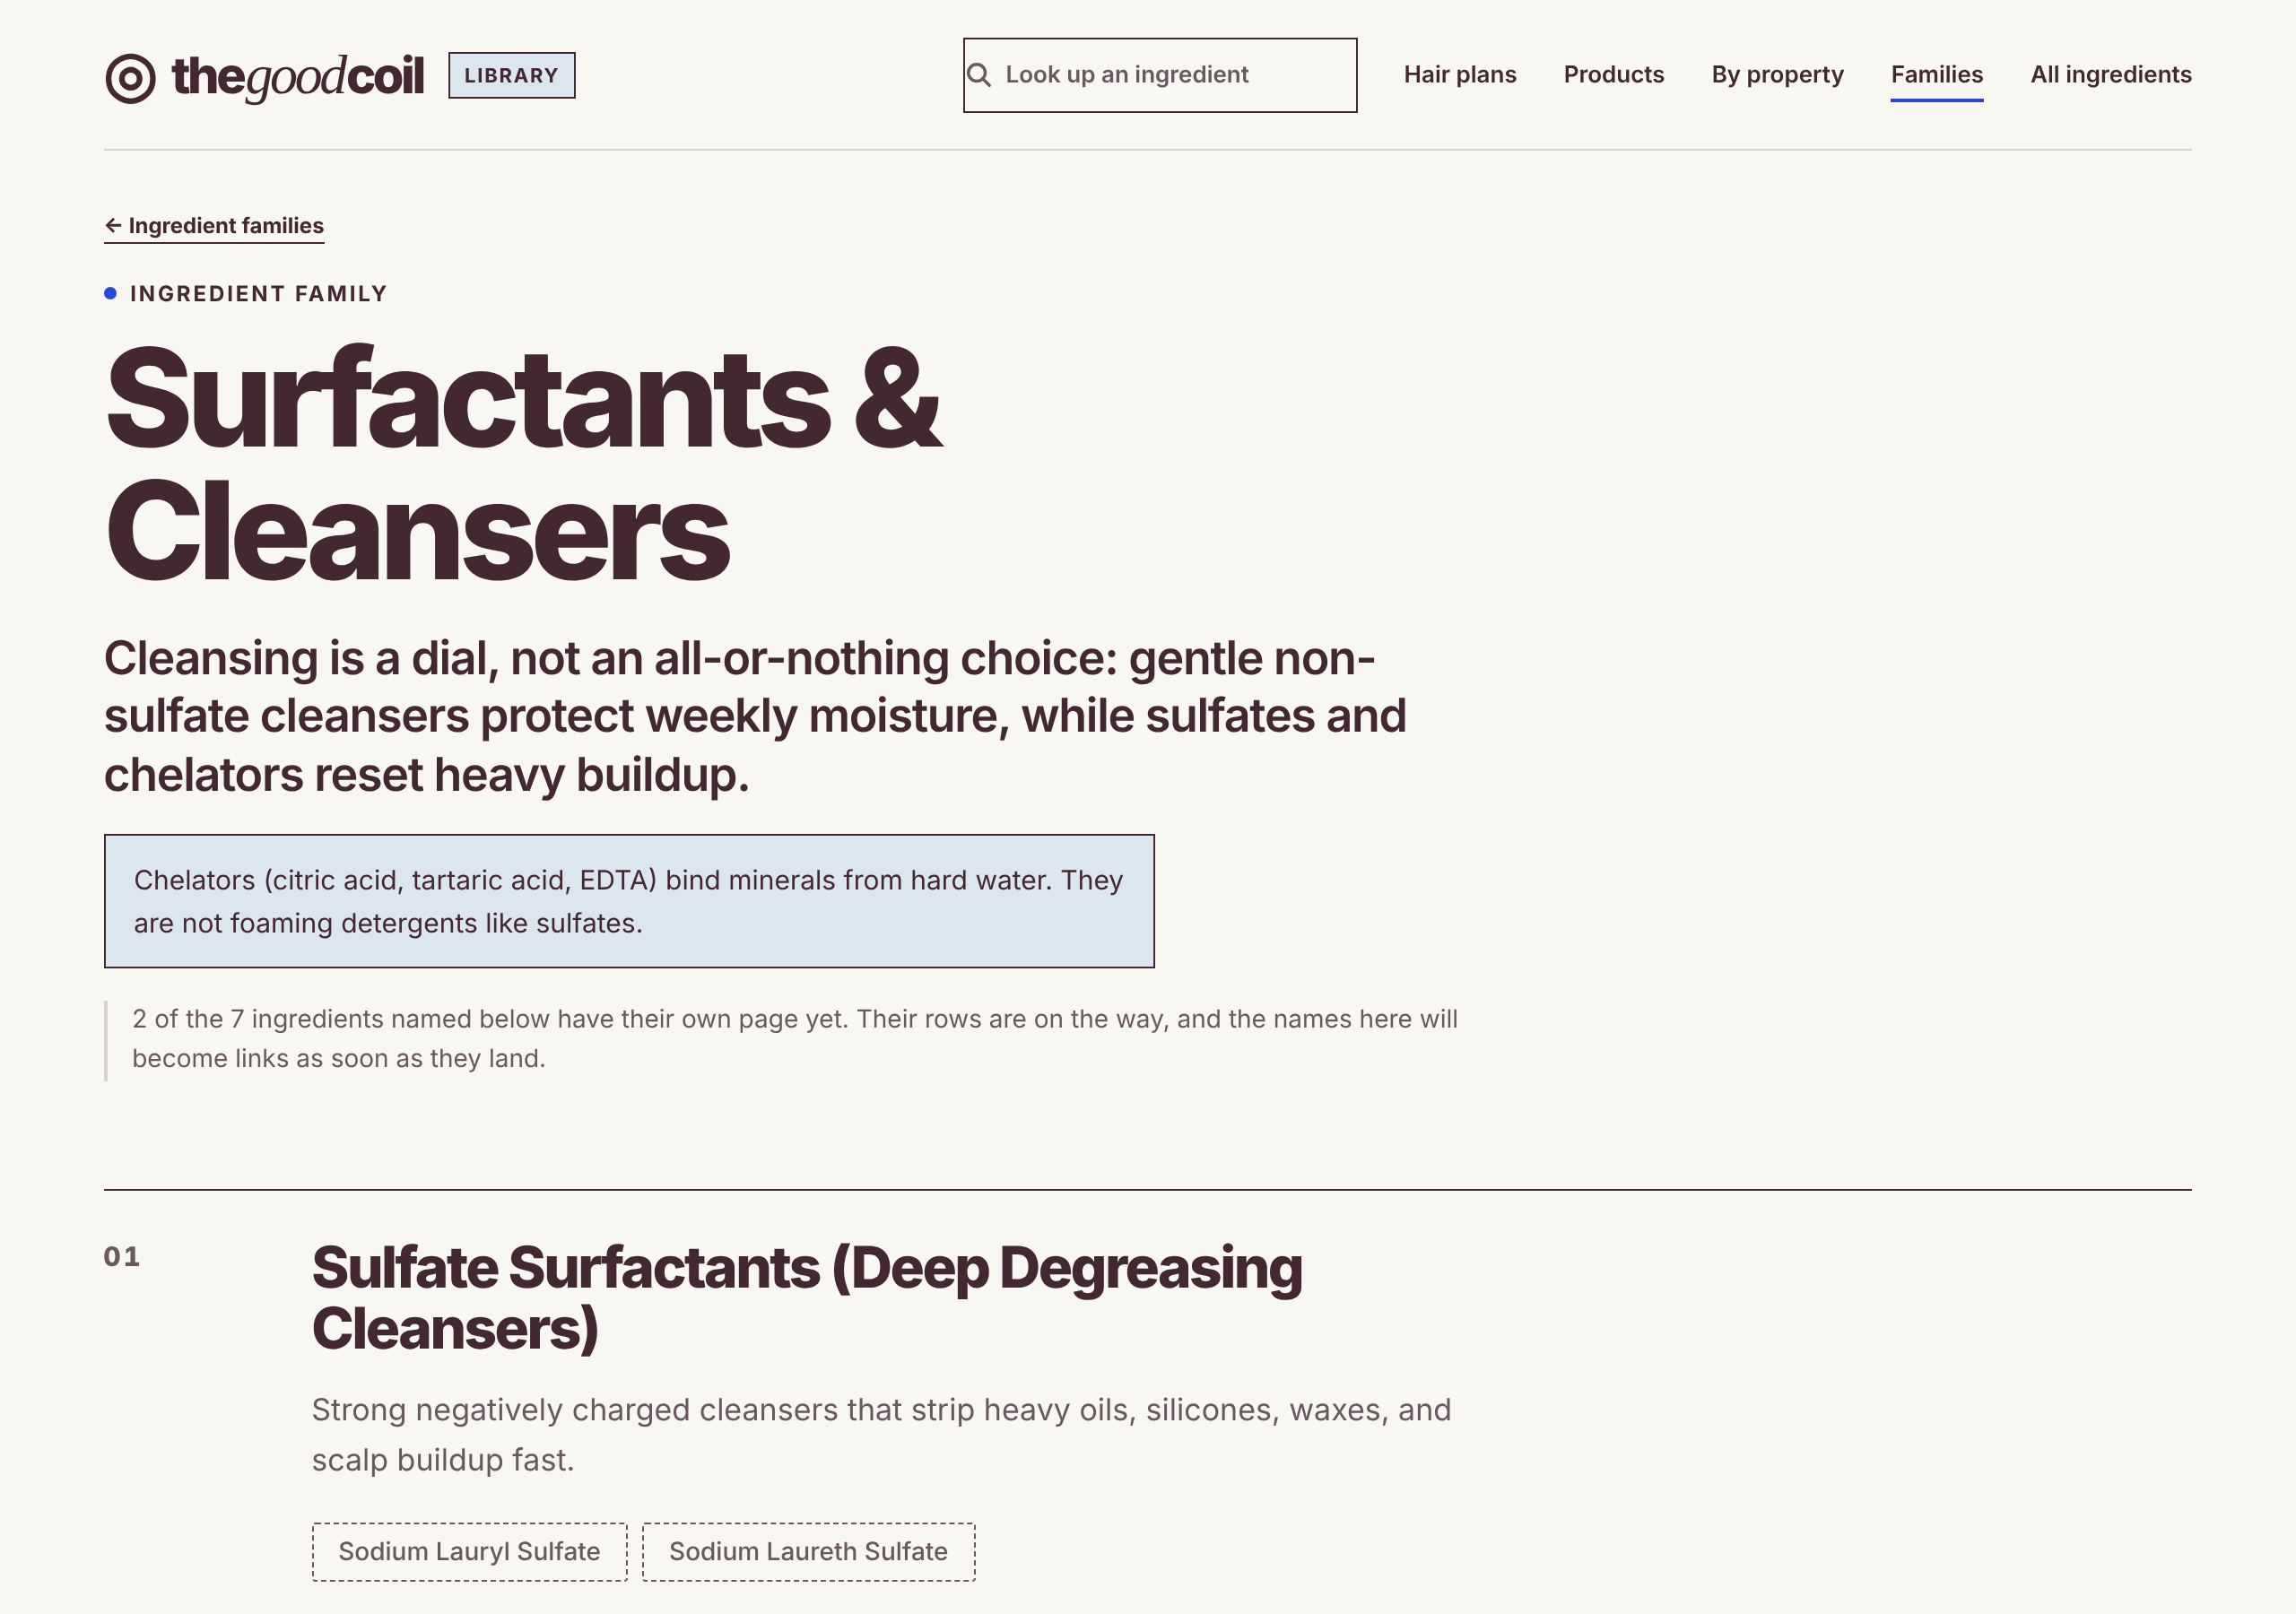 thegoodcoil
LIBRARY
Look up an ingredient
Hair plans
Products
By property
Families
All ingredients
← Ingredient families
INGREDIENT FAMILY
Surfactants &
Cleansers
Cleansing is a dial, not an all-or-nothing choice: gentle non-
sulfate cleansers protect weekly moisture, while sulfates and
chelators reset heavy buildup.
Chelators (citric acid, tartaric acid, EDTA) bind minerals from hard water. They
are not foaming detergents like sulfates.
2 of the 7 ingredients named below have their own page yet. Their rows are on the way, and the names here will
become links as soon as they land.
01
Sulfate Surfactants (Deep Degreasing
Cleansers)
Strong negatively charged cleansers that strip heavy oils, silicones, waxes, and
scalp buildup fast.
Sodium Lauryl Sulfate
Sodium Laureth Sulfate